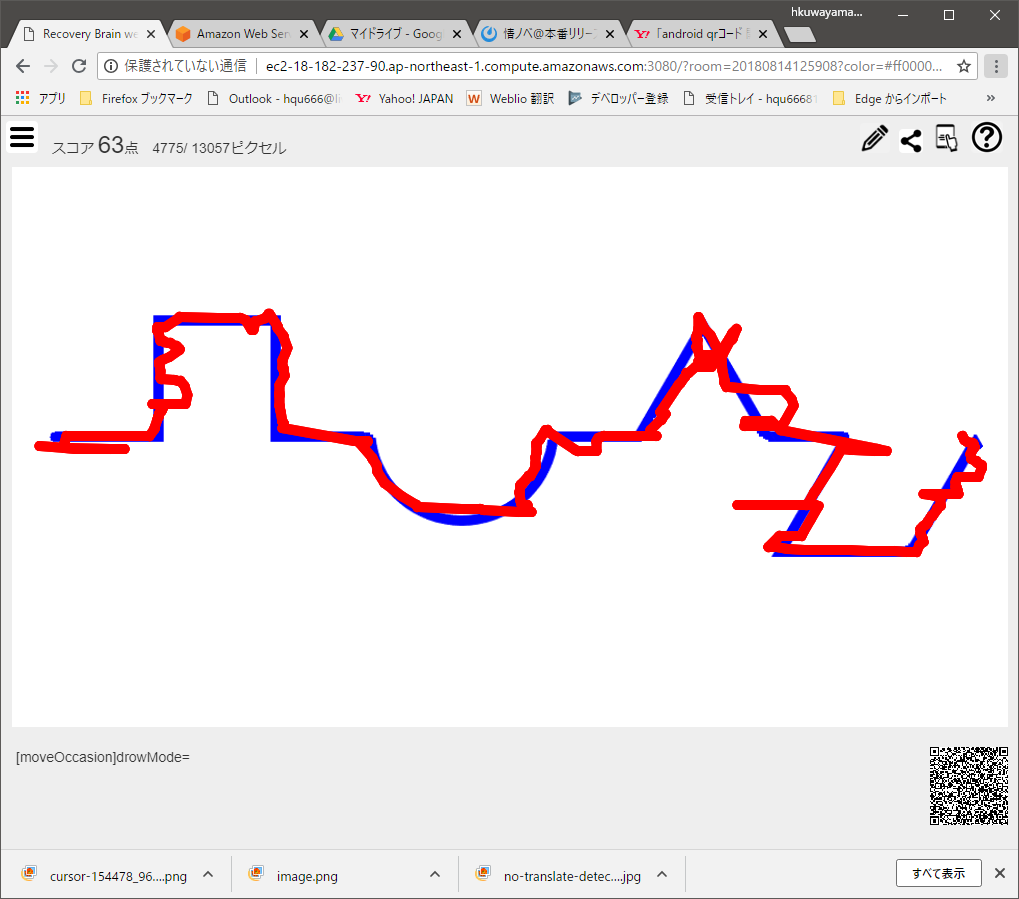 hkuwayama...
Recovery Brain we
Amazon Web Serv
マイドライブ - Goog
情ノベ@本番リリース
「android qrコード
保護されていない通信
ec2-18-182-237-90.ap-northeast-1.compute.amazonaws.com:3080/?room=20180814125908?color=#ff0000...
アプリ
Firefox ブックマーク
Outlook - hqu666@li
Yahoo! JAPAN
Weblio 翻訳
デベロッパー登録
受信トレイ - hqu66681
Edge からインポート
»
スコア 63点 4775/ 13057ピクセル
[moveOccasion]drowMode=
cursor-154478_96....png
image.png
no-translate-detec....jpg
すべて表示